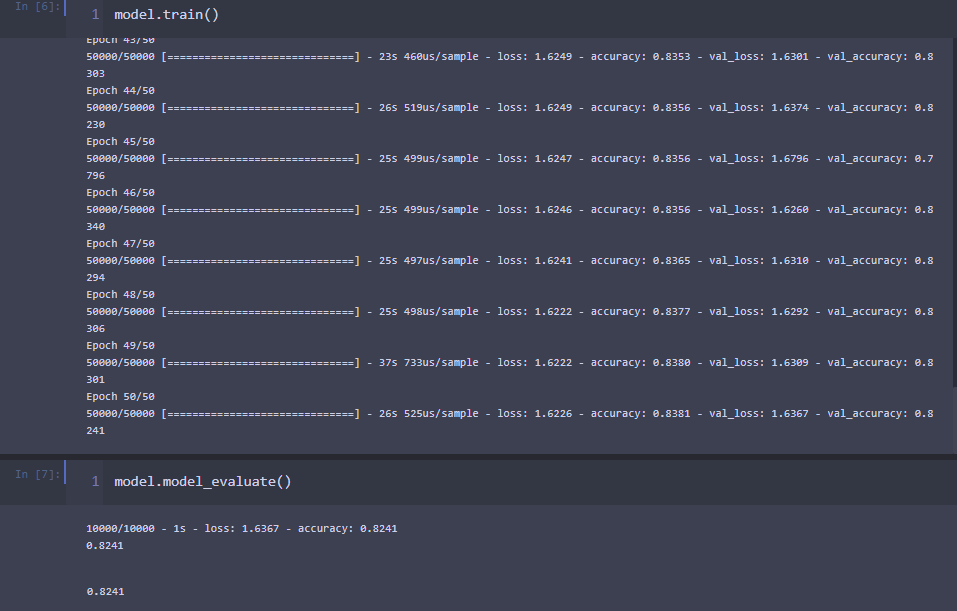 In [6]:
1 model.train()
Epoch 43/50
50000/50000 [==============================] - 23s 460us/sample - loss: 1.6249 - accuracy: 0.8353 - val_loss: 1.6301 - val_accuracy: 0.8
303
Epoch 44/50
50000/50000 [==============================] - 26s 519us/sample - loss: 1.6249 - accuracy: 0.8356 - val_loss: 1.6374 - val_accuracy: 0.8
230
Epoch 45/50
50000/50000 [==============================] - 25s 499us/sample - loss: 1.6247 - accuracy: 0.8356 - val_loss: 1.6796 - val_accuracy: 0.7
796
Epoch 46/50
50000/50000 [==============================] - 25s 499us/sample - loss: 1.6246 - accuracy: 0.8356 - val_loss: 1.6260 - val_accuracy: 0.8
340
Epoch 47/50
50000/50000 [==============================] - 25s 497us/sample - loss: 1.6241 - accuracy: 0.8365 - val_loss: 1.6310 - val_accuracy: 0.8
294
Epoch 48/50
50000/50000 [==============================] - 25s 498us/sample - loss: 1.6222 - accuracy: 0.8377 - val_loss: 1.6292 - val_accuracy: 0.8
306
Epoch 49/50
50000/50000 [==============================] - 37s 733us/sample - loss: 1.6222 - accuracy: 0.8380 - val_loss: 1.6309 - val_accuracy: 0.8
301
Epoch 50/50
50000/50000 [==============================] - 26s 525us/sample - loss: 1.6226 - accuracy: 0.8381 - val_loss: 1.6367 - val_accuracy: 0.8
241
In [7]:
1 model.model_evaluate()
10000/10000 - 1s - loss: 1.6367 - accuracy: 0.8241
0.8241
0.8241